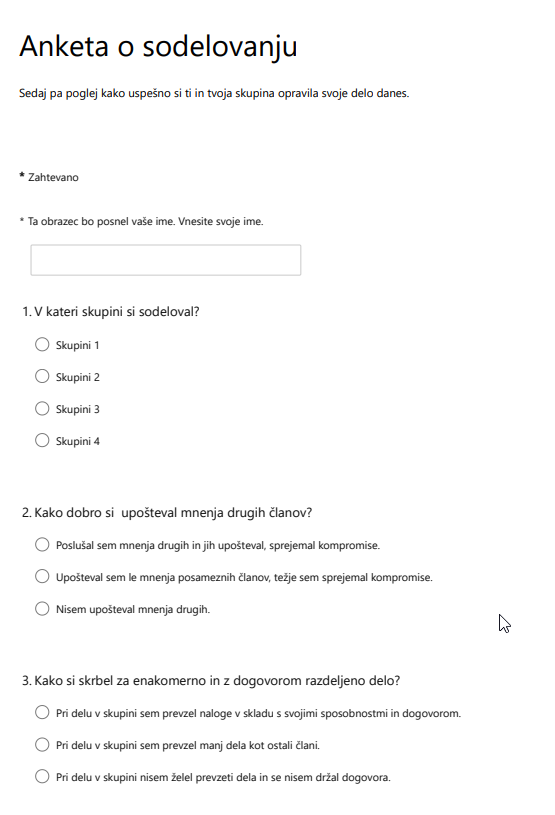 Anketa o sodelovanju
Sedaj pa poglej kako uspešno si ti in tvoja skupina opravila svoje delo danes.
* Zahtevano
* Ta obrazec bo posnel vaše ime. Vnesite svoje ime.
1. V kateri skupini si sodeloval?
Skupini 1
Skupini 2
Skupini 3
Skupini 4
2. Kako dobro si upošteval mnenja drugih članov?
Poslušal sem mnenja drugih in jih upošteval, sprejemal kompromise.
Upošteval sem le mnenja posameznih članov, težje sem sprejemal kompromise.
Nisem upošteval mnenja drugih.
3. Kako si skrbel za enakomerno in z dogovorom razdeljeno delo?
Pri delu v skupini sem prevzel naloge v skladu s svojimi sposobnostmi in dogovorom.
Pri delu v skupini sem prevzel manj dela kot ostali člani.
Pri delu v skupini nisem želel prevzeti dela in se nisem držal dogovora.